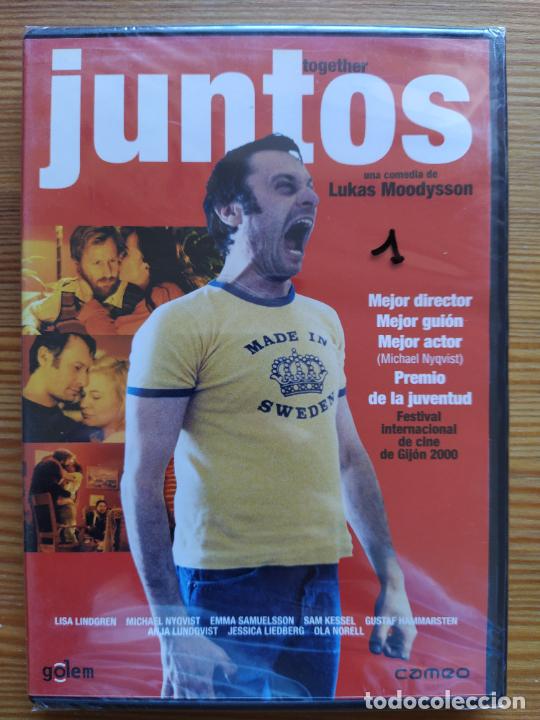 together
juntos
una comedia de
Lukas Moodysson
1
Mejor director
Mejor guión
Mejor actor
(Michael Nyqvist)
Premio
de la juventud
Festival
internacional
de cine
de Gijón 2000
MADE IN
SWEDEN
LISA LINDGREN MICHAEL NYQVIST EMMA SAMUELSSON SAM KESSEL GUSTAF HAMMARSTEN
ANJA LUNDQVIST JESSICA LIEDBERG OLA NORELL
golem
cameo
todocoleccion